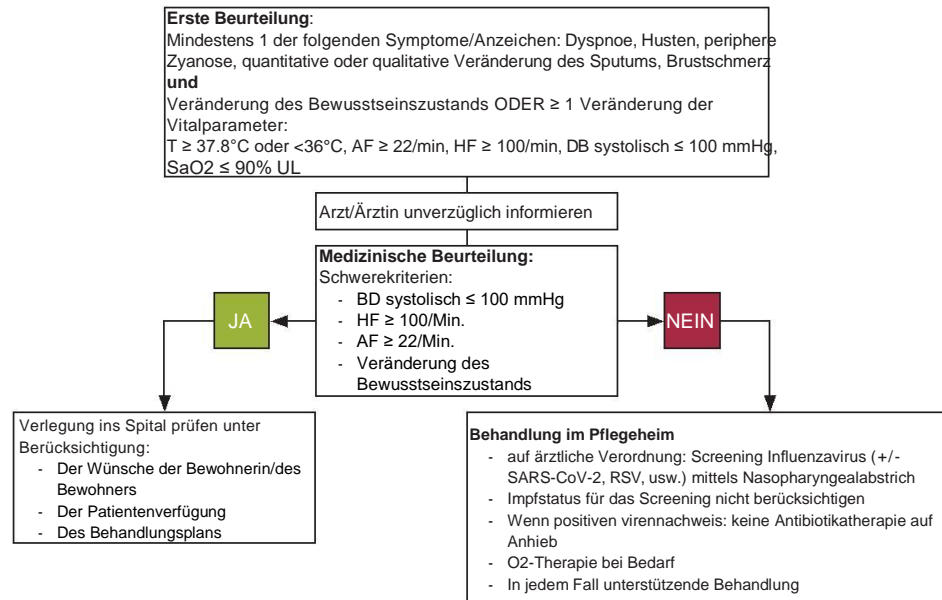 Erste Beurteilung:
Mindestens 1 der folgenden Symptome/Anzeichen: Dyspnoe, Husten, periphere
Zyanose, quantitative oder qualitative Veränderung des Sputums, Brustschmerz
und
Veränderung des Bewusstseinszustands ODER ≥ 1 Veränderung der
Vitalparameter:
T ≥ 37.8°C oder <36°C, AF ≥ 22/min, HF ≥ 100/min, DB systolisch ≤ 100 mmHg,
SaO2 ≤ 90% UL
Arzt/Ärztin unverzüglich informieren
Medizinische Beurteilung:
Schwerekriterien:
- BD systolisch ≤ 100 mmHg
- HF ≥ 100/Min.
- AF ≥ 22/Min.
- Veränderung des
Bewusstseinszustands
JA
NEIN
Verlegung ins Spital prüfen unter
Berücksichtigung:
- Der Wünsche der Bewohnerin/des
Bewohners
- Der Patientenverfügung
- Des Behandlungsplans
Behandlung im Pflegeheim
- auf ärztliche Verordnung: Screening Influenzavirus (+/-
SARS-CoV-2, RSV, usw.) mittels Nasopharyngealabstrich
- Impfstatus für das Screening nicht berücksichtigen
- Wenn positiven virennachweis: keine Antibiotikatherapie auf
Anhieb
- O2-Therapie bei Bedarf
- In jedem Fall unterstützende Behandlung